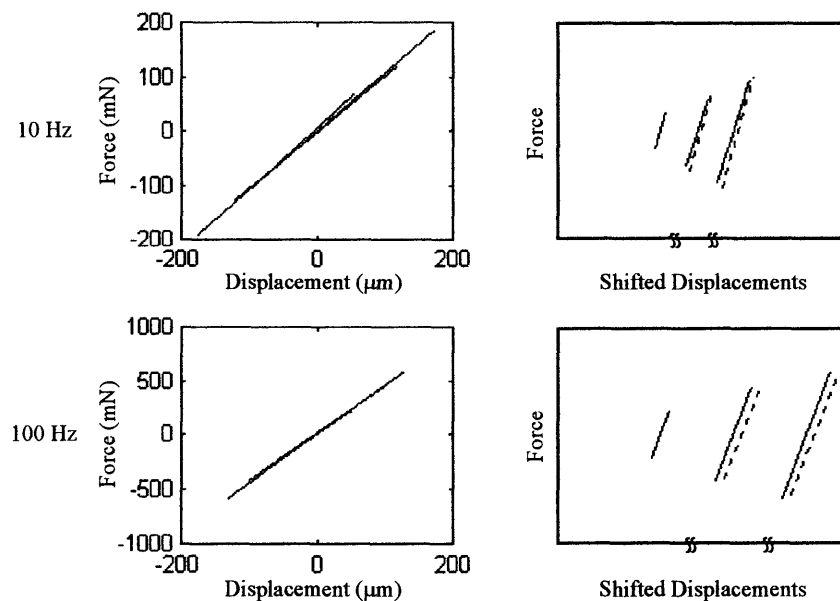 10 Hz
Force (mN)
200
100
0
-100
-200
-200
0
200
Displacement (µm)
Force
Shifted Displacements
100 Hz
Force (mN)
1000
500
0
-500
-1000
-200
0
200
Displacement (µm)
Force
Shifted Displacements